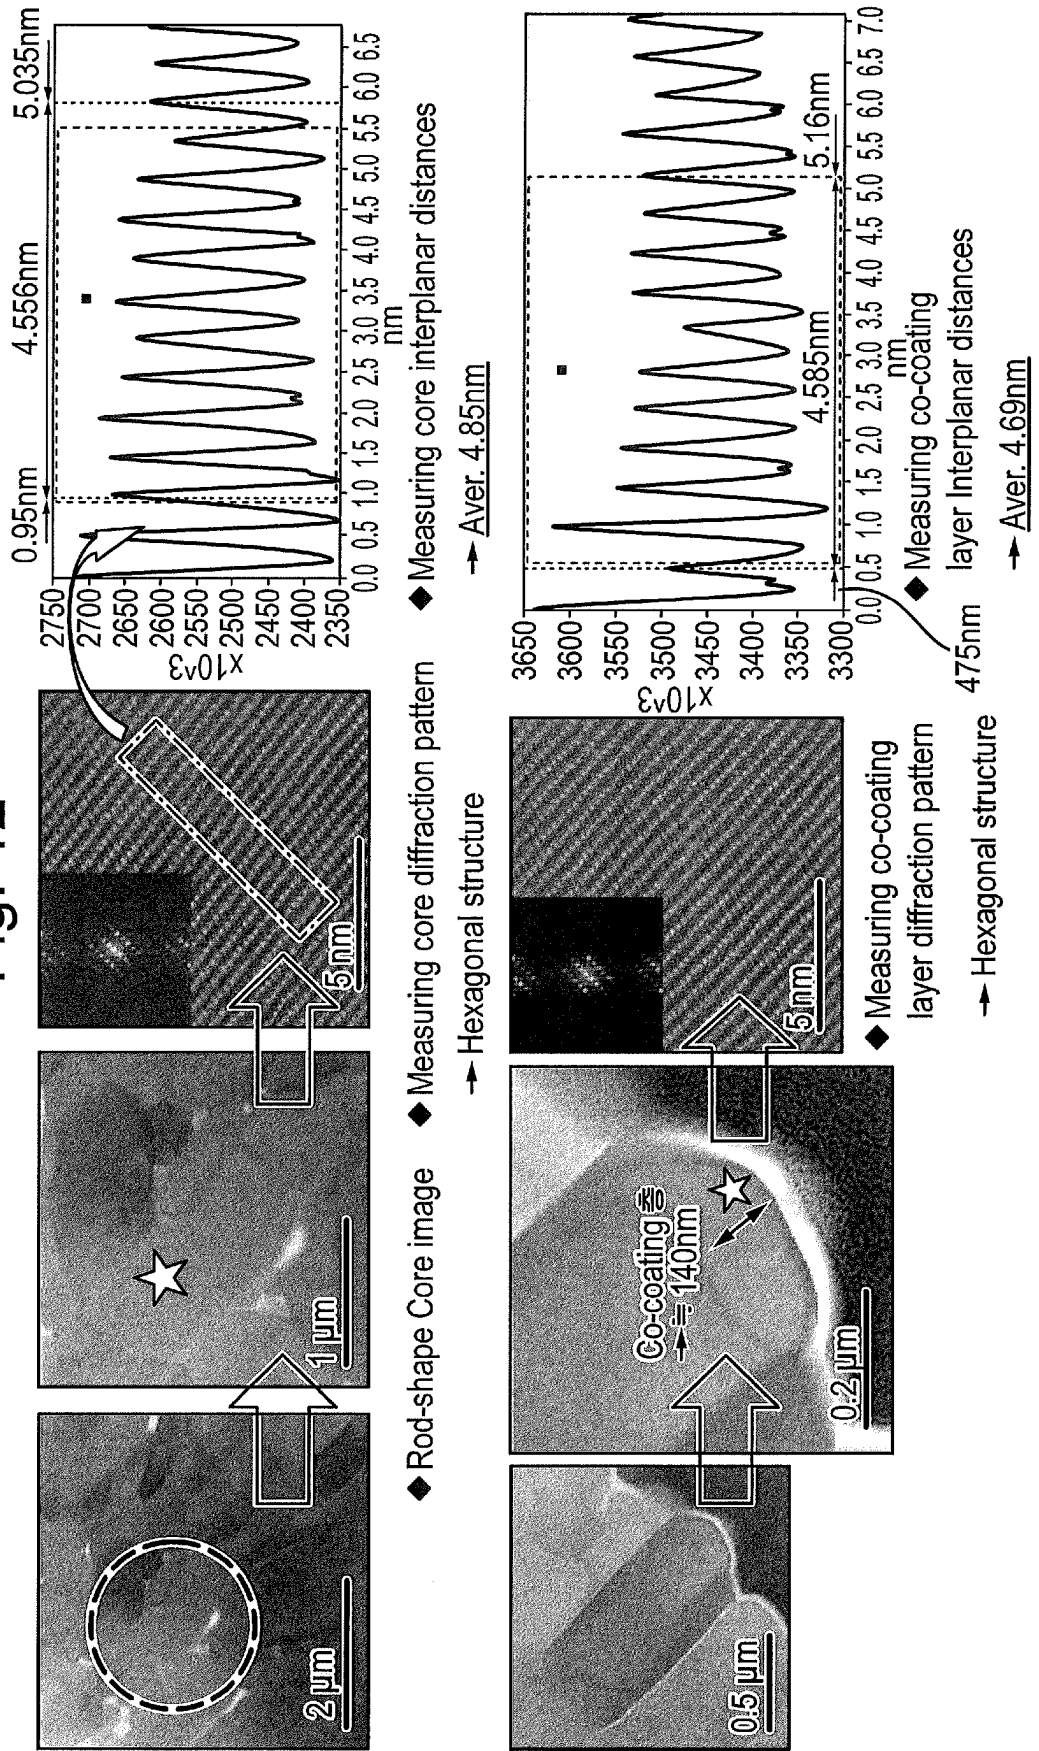 2 μm
1 μm
5 nm
0.95nm
4.556nm
5.035nm
2750
2700
2650
2600
2550
2500
2450
2400
2350
x10^3
0.0 0.5 1.0 1.5 2.0 2.5 3.0 3.5 4.0 4.5 5.0 5.5 6.0 6.5
nm
◆ Rod-shape Core image
◆ Measuring core diffraction pattern
→ Hexagonal structure
◆ Measuring core interplanar distances
→ Aver. 4.85nm
0.5 μm
Co-coating 층
→ ≒ 140nm
0.2 μm
5 nm
3650
3600
3550
3500
3450
3400
3350
3300
x10^3
4.585nm
5.16nm
0.0 0.5 1.0 1.5 2.0 2.5 3.0 3.5 4.0 4.5 5.0 5.5 6.0 6.5 7.0
nm
475nm
◆ Measuring co-coating
layer diffraction pattern
→ Hexagonal structure
◆ Measuring co-coating
layer Interplanar distances
→ Aver. 4.69nm